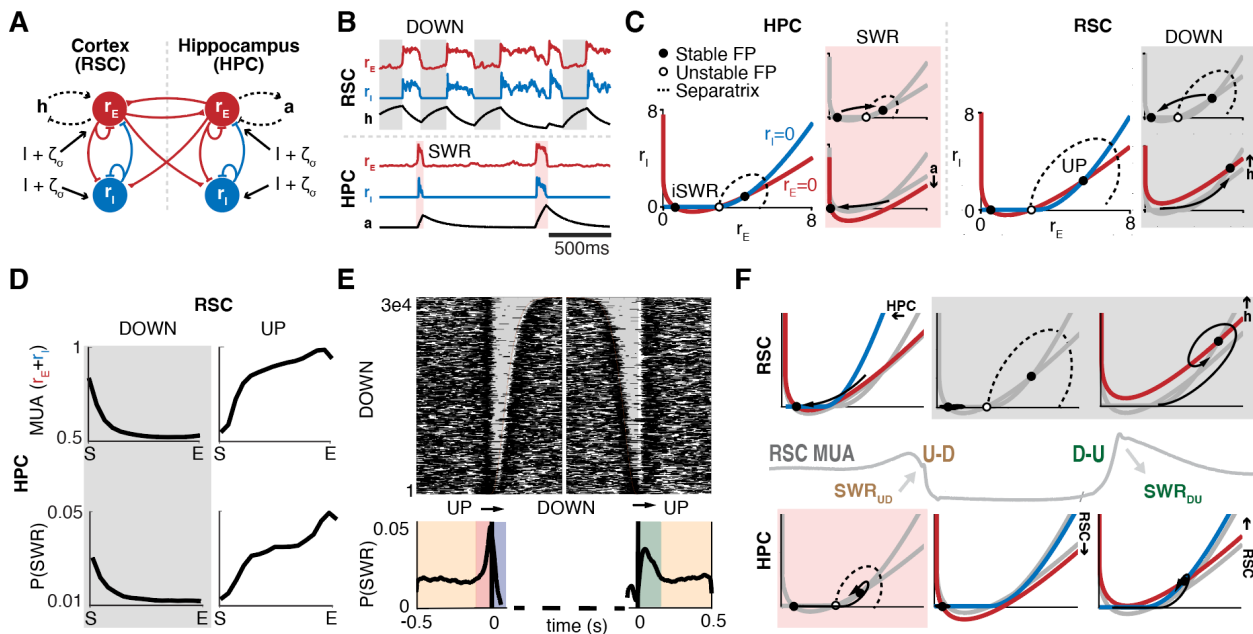 A
Cortex
(RSC)
Hippocampus
(HPC)
h
rE
rE
a
I + ζσ
I + ζσ
I + ζσ
I + ζσ
rI
rI
B
DOWN
RSC
rE
rI
h
SWR
HPC
rE
rI
a
500ms
C
HPC
RSC
Stable FP
Unstable FP
Separatrix
SWR
DOWN
8
rI
0
iSWR
rI=0
rE=0
0
rE
8
a
8
rI
0
UP
0
rE
8
h
D
RSC
DOWN
UP
MUA (rE+rI)
1
0.5
S
E
S
E
HPC
P(SWR)
0.05
0.01
S
E
S
E
E
3e4
DOWN
1
UP
DOWN
UP
P(SWR)
0.05
0
-0.5
0
time (s)
0
0.5
F
RSC
HPC
h
RSC MUA
U-D
D-U
SWRUD
SWRDU
HPC
RSC
RSC